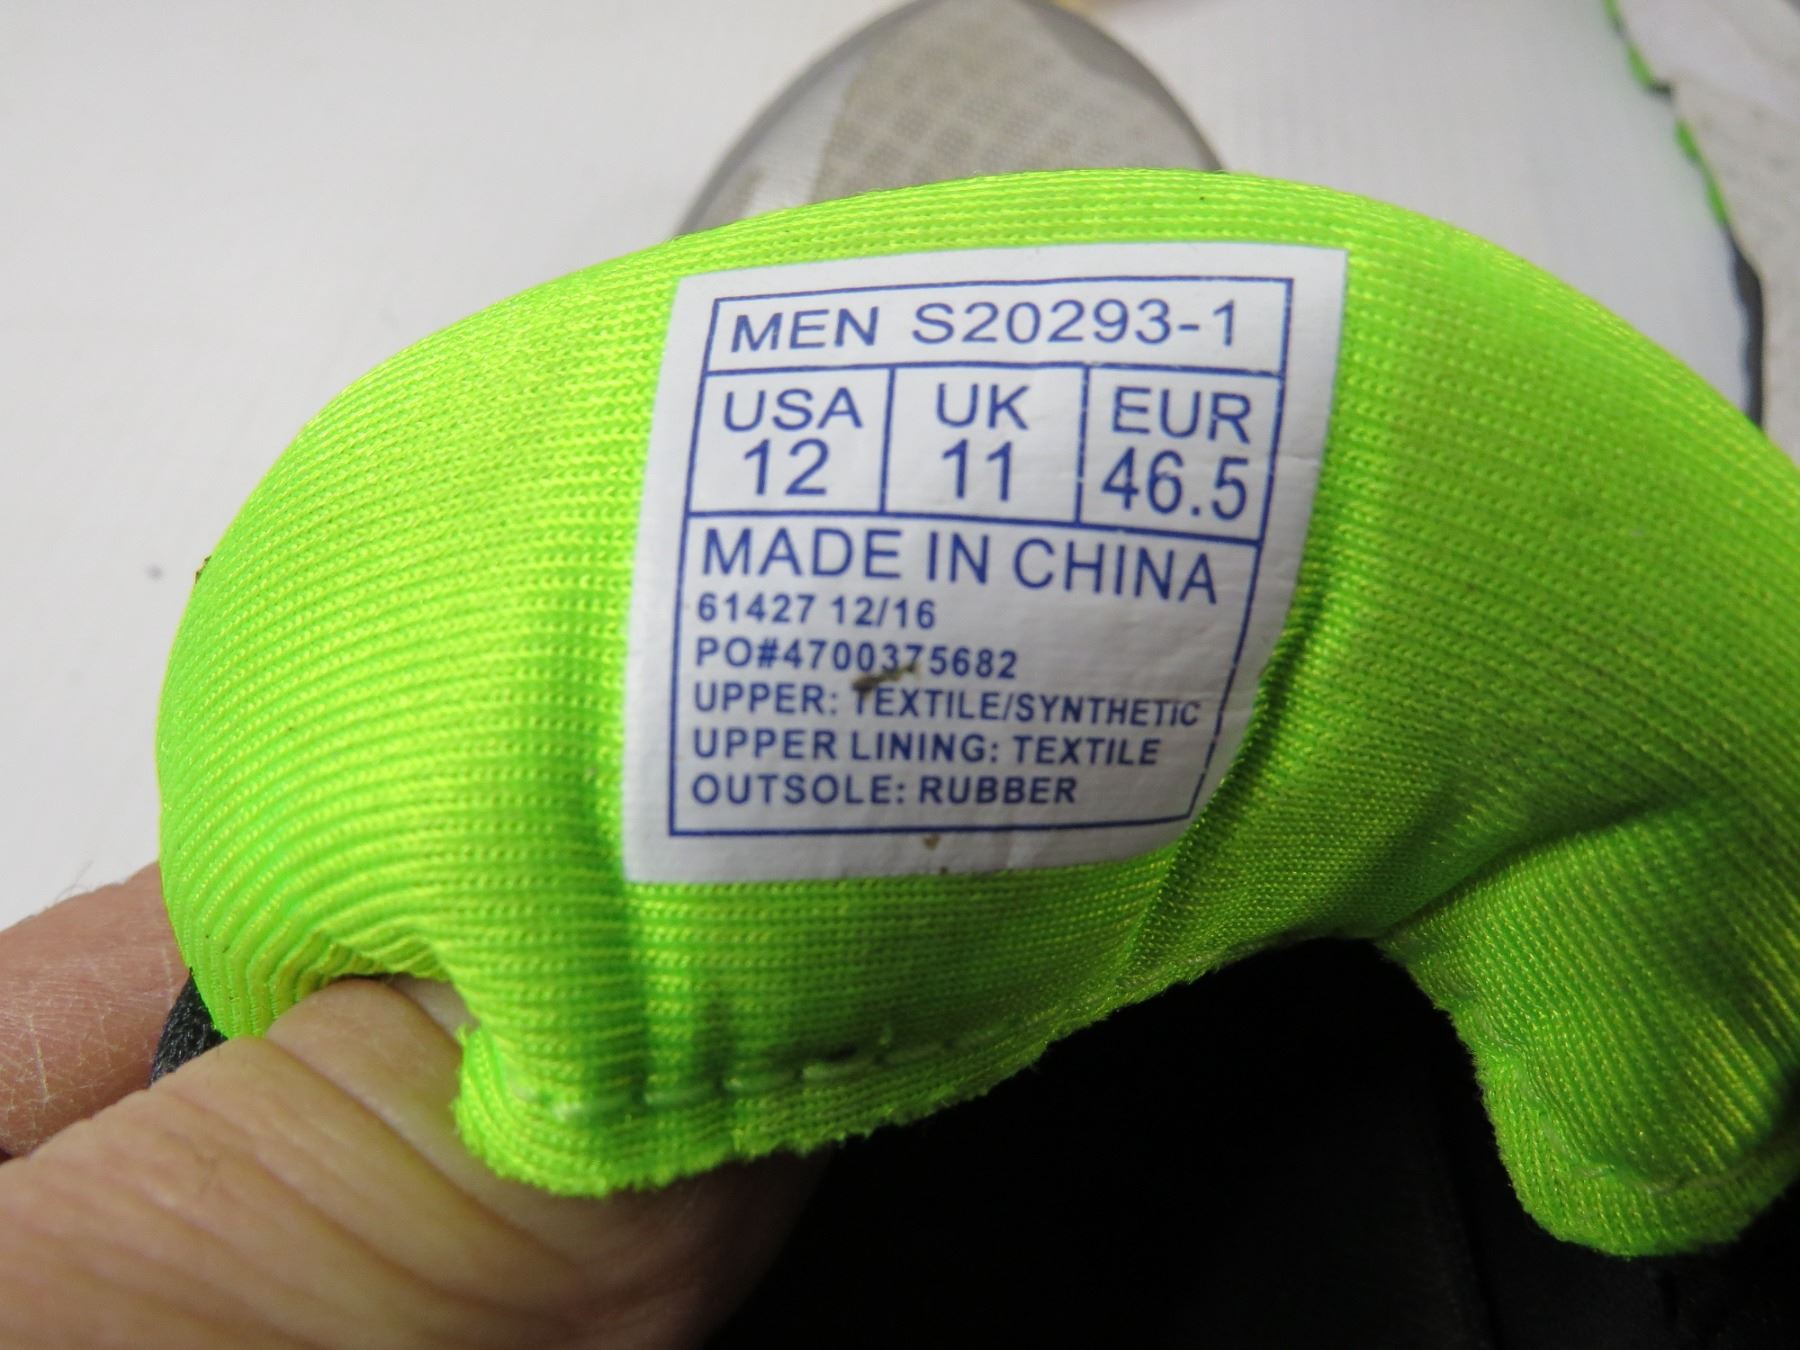 MEN S20293-1
USA UK EUR
12 11 46.5
MADE IN CHINA
61427 12/16
PO#4700375682
UPPER: TEXTILE/SYNTHETIC
UPPER LINING: TEXTILE
OUTSOLE: RUBBER